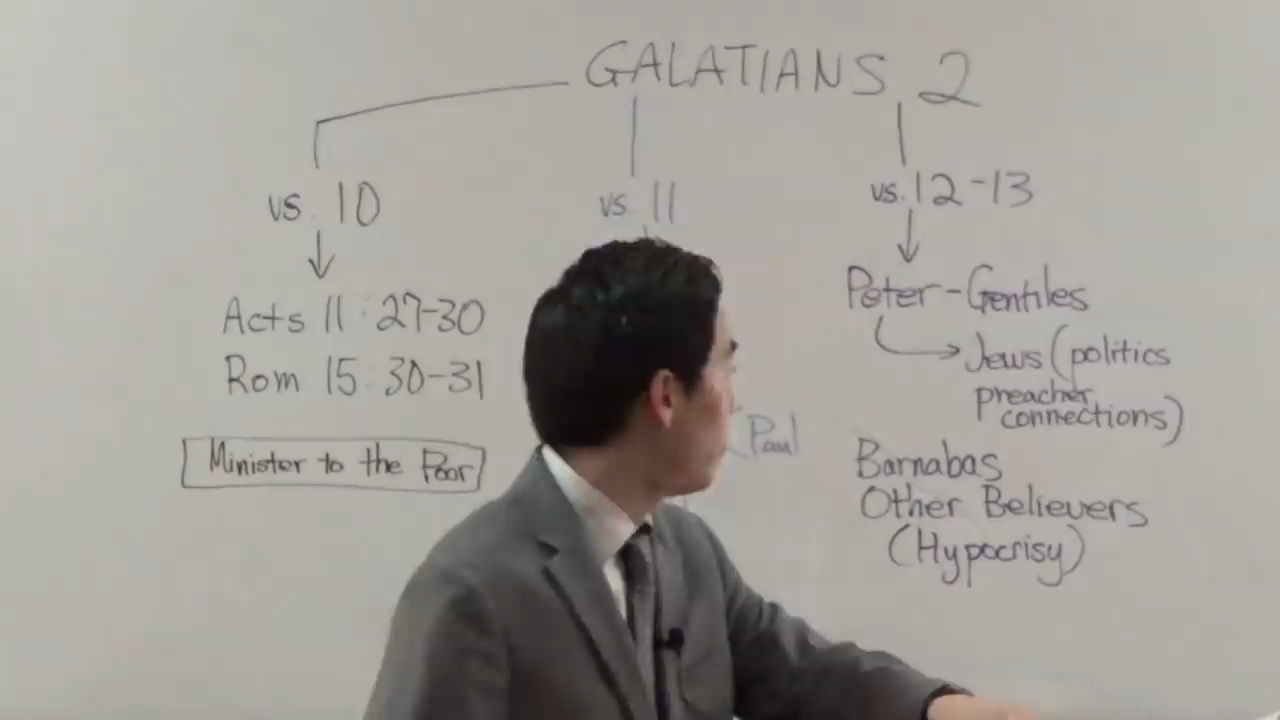 GALATIANS 2
vs. 10
Acts 11:27-30
Rom 15:30-31
Minister to the Poor
vs. 11
Paul
vs. 12-13
Peter-Gentiles
Jews (politics
preacher
connections)
Barnabas
Other Believers
(Hypocrisy)